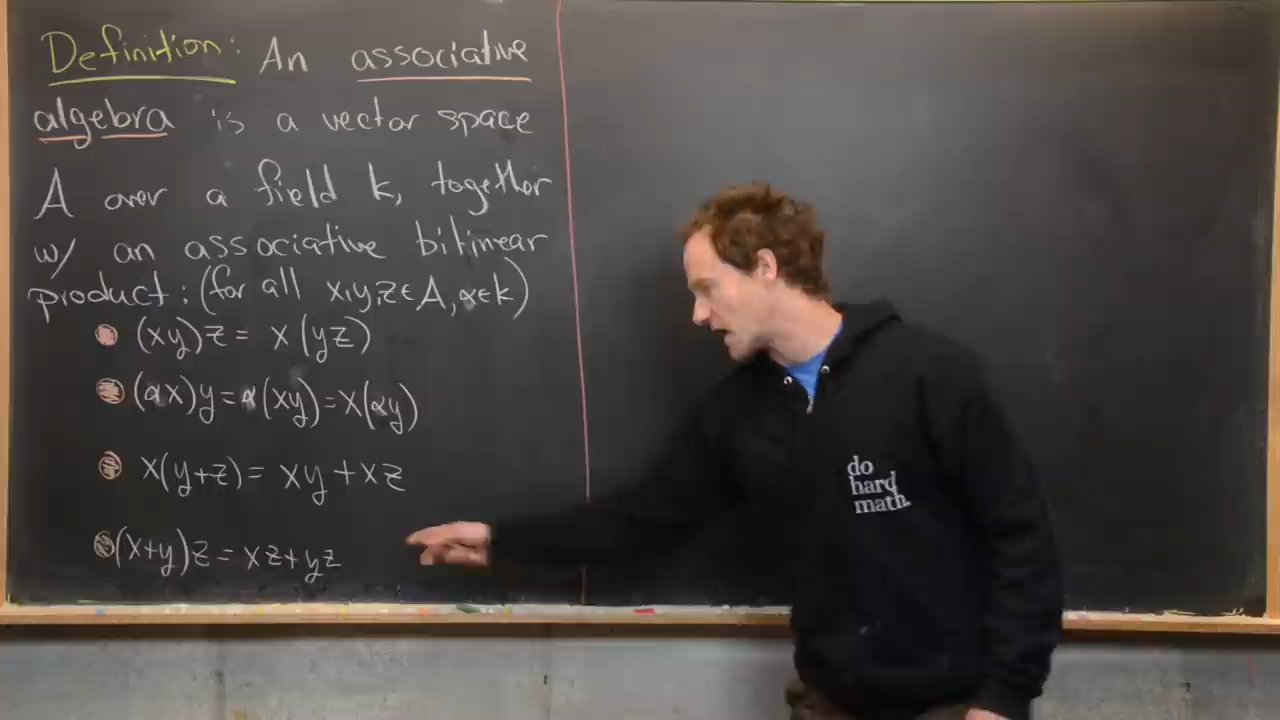 Definition: An associative
algebra is a vector space
A over a field k, together
w/ an associative bilinear
product: (for all x,y,z∈A, α∈k)
(xy)z = x(yz)
(αx)y=α(xy)=x(αy)
x(y+z)= xy+xz
(x+y)z = xz+yz
do
hard
math.